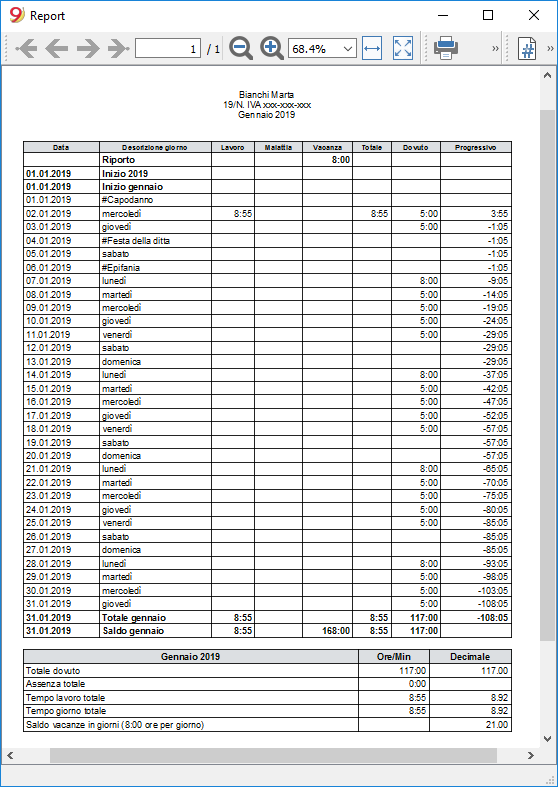 Report
1 / 1 68.4%
Bianchi Marta
19/N. IVA xxx-xxx-xxx
Gennaio 2019
Data Descrizione giorno Lavoro Malattia Vacanza Totale Dovuto Progressivo
Riporto 8:00
01.01.2019 Inizio 2019
01.01.2019 Inizio gennaio
01.01.2019 #Capodanno
02.01.2019 mercoledì 8:55 8:55 5:00 3:55
03.01.2019 giovedì 5:00 -1:05
04.01.2019 #Festa della ditta -1:05
05.01.2019 sabato -1:05
06.01.2019 #Epifania -1:05
07.01.2019 lunedì 8:00 -9:05
08.01.2019 martedì 5:00 -14:05
09.01.2019 mercoledì 5:00 -19:05
10.01.2019 giovedì 5:00 -24:05
11.01.2019 venerdì 5:00 -29:05
12.01.2019 sabato -29:05
13.01.2019 domenica -29:05
14.01.2019 lunedì 8:00 -37:05
15.01.2019 martedì 5:00 -42:05
16.01.2019 mercoledì 5:00 -47:05
17.01.2019 giovedì 5:00 -52:05
18.01.2019 venerdì 5:00 -57:05
19.01.2019 sabato -57:05
20.01.2019 domenica -57:05
21.01.2019 lunedì 8:00 -65:05
22.01.2019 martedì 5:00 -70:05
23.01.2019 mercoledì 5:00 -75:05
24.01.2019 giovedì 5:00 -80:05
25.01.2019 venerdì 5:00 -85:05
26.01.2019 sabato -85:05
27.01.2019 domenica -85:05
28.01.2019 lunedì 8:00 -93:05
29.01.2019 martedì 5:00 -98:05
30.01.2019 mercoledì 5:00 -103:05
31.01.2019 giovedì 5:00 -108:05
31.01.2019 Totale gennaio 8:55 8:55 117:00 -108:05
31.01.2019 Saldo gennaio 8:55 168:00 8:55 117:00
Gennaio 2019 Ore/Min Decimale
Totale dovuto 117:00 117.00
Assenza totale 0:00
Tempo lavoro totale 8:55 8.92
Tempo giorno totale 8:55 8.92
Saldo vacanze in giorni (8:00 ore per giorno) 21.00